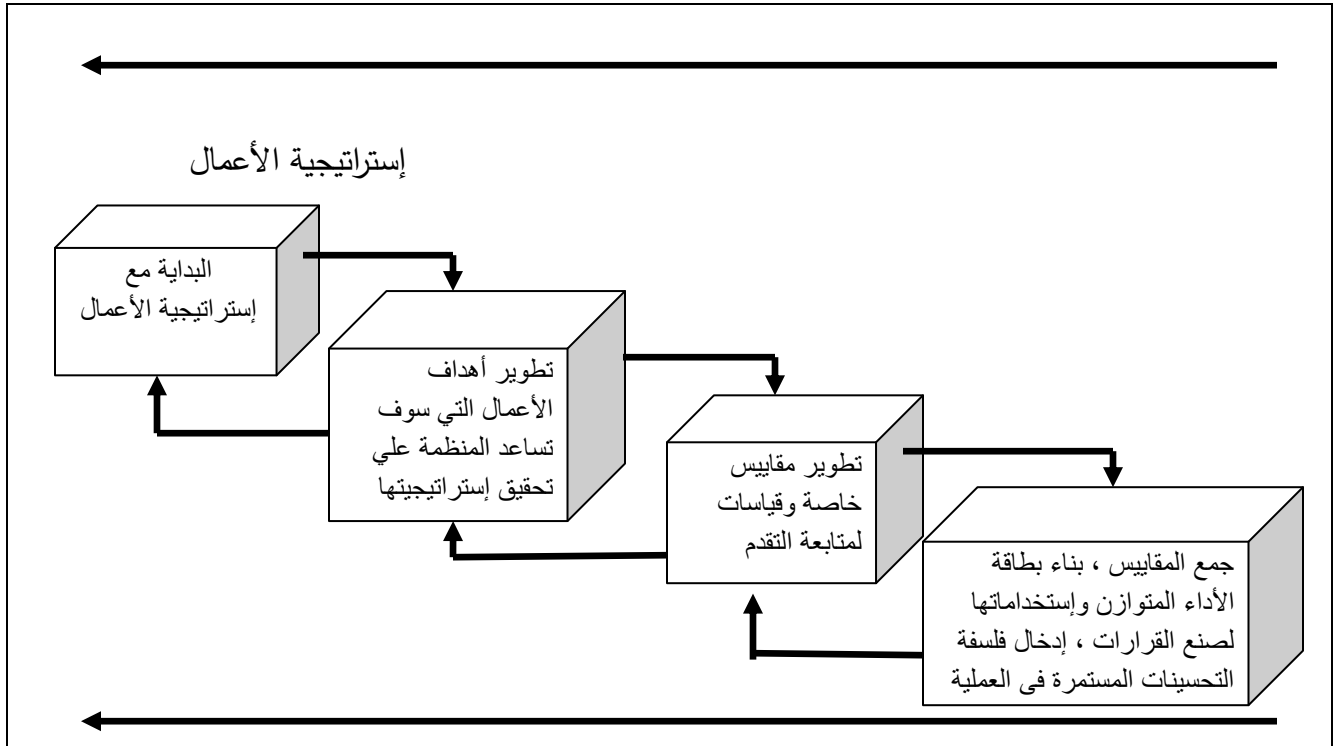 إستراتيجية الأعمال
البداية مع
إستراتيجية الأعمال
تطوير أهداف
الأعمال التي سوف
تساعد المنظمة علي
تحقيق إستراتيجيتها
تطوير مقاييس
خاصة وقياسات
لمتابعة التقدم
جمع المقاييس ، بناء بطاقة
الأداء المتوازن وإستخداماتها
لصنع القرارات ، إدخال فلسفة
التحسينات المستمرة فى العملية